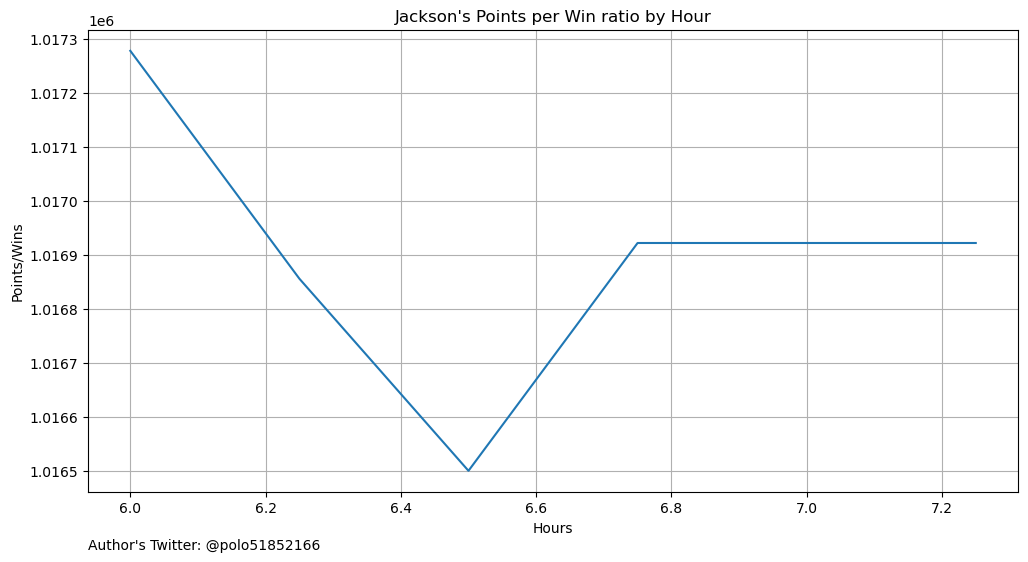 Jackson's Points per Win ratio by Hour
1e6
1.0173
1.0172
1.0171
1.0170
1.0169
1.0168
1.0167
1.0166
1.0165
Points/Wins
6.0 6.2 6.4 6.6 6.8 7.0 7.2
Hours
Author's Twitter: @polo51852166